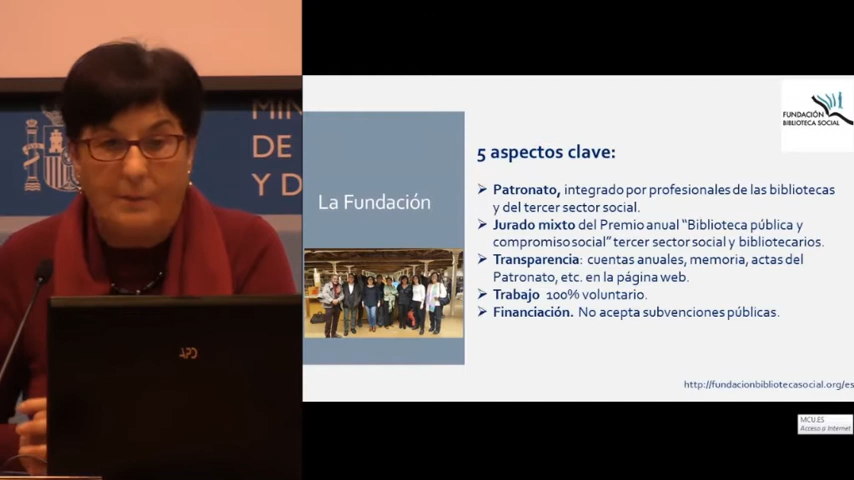 MIN
DE
Y D
APD
La Fundación
FUNDACIÓN
BIBLIOTECA SOCIAL
5 aspectos clave:
Patronato, integrado por profesionales de las bibliotecas
y del tercer sector social.
Jurado mixto del Premio anual “Biblioteca pública y
compromiso social” tercer sector social y bibliotecarios.
Transparencia: cuentas anuales, memoria, actas del
Patronato, etc. en la página web.
Trabajo 100% voluntario.
Financiación. No acepta subvenciones públicas.
http://fundacionbibliotecasocial.org/es
MCU.ES
Acceso a Internet